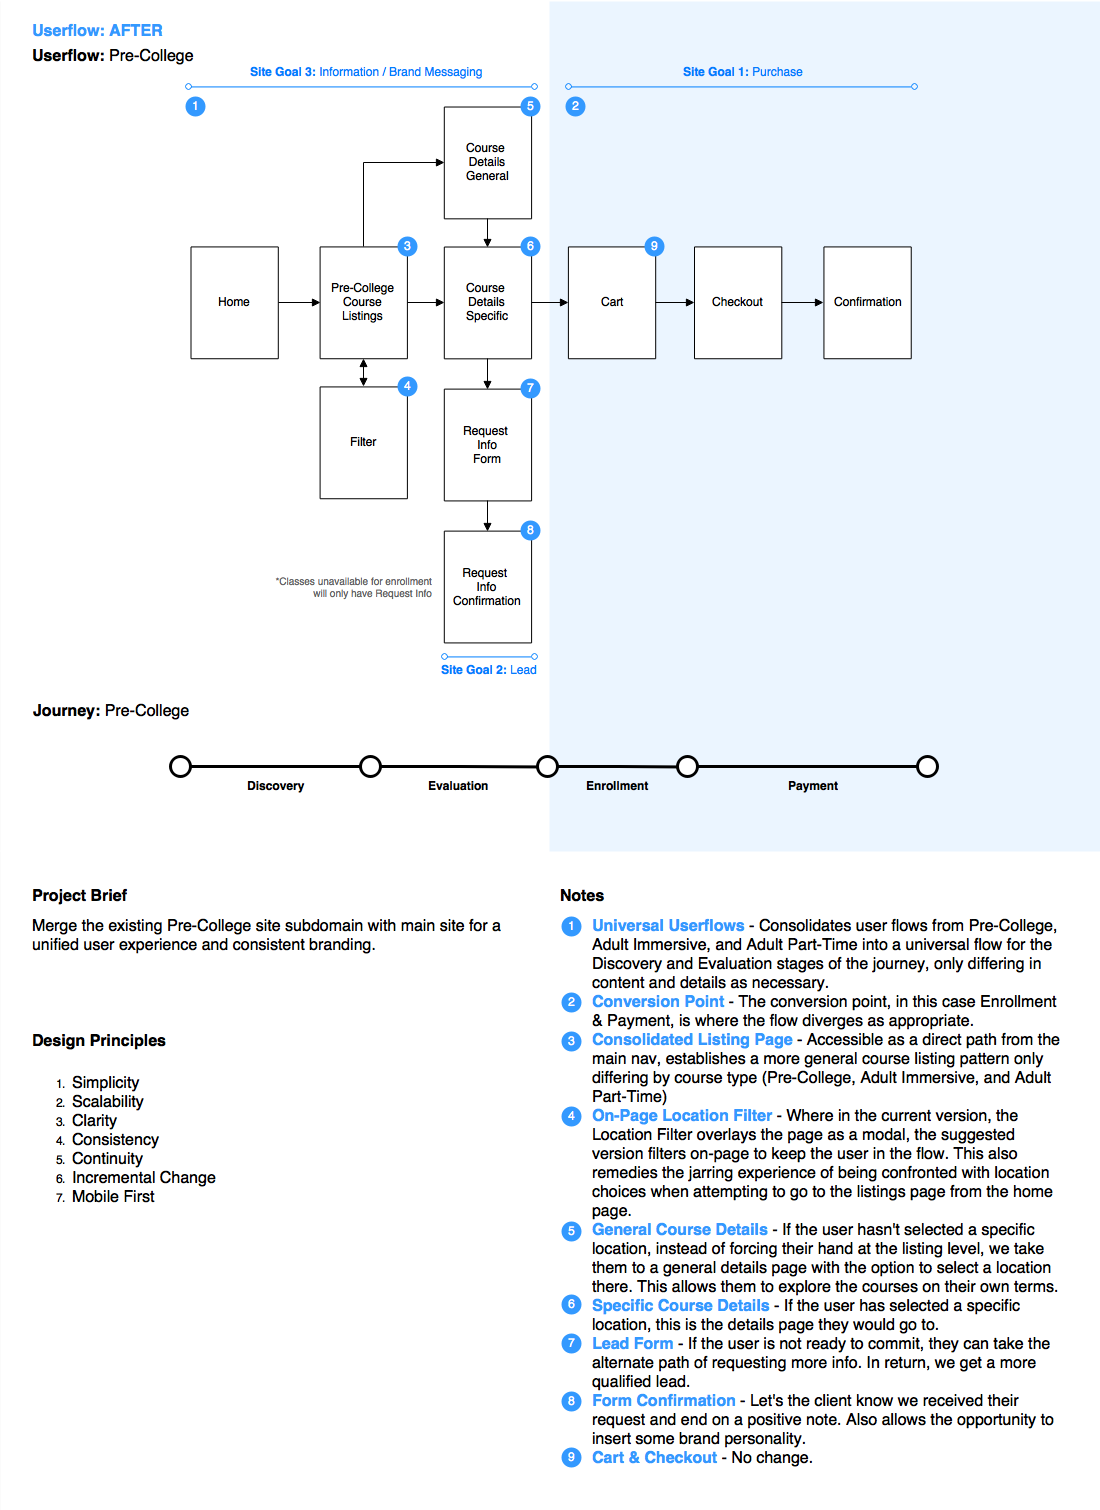 Userflow: AFTER
Userflow: Pre-College
Site Goal 3: Information / Brand Messaging
Site Goal 1: Purchase
1
5
2
Course
Details
General
3
6
9
Home
Pre-College
Course
Listings
Course
Details
Specific
Cart
Checkout
Confirmation
4
7
Filter
Request
Info
Form
8
Request
Info
Confirmation
*Classes unavailable for enrollment
will only have Request Info
Site Goal 2: Lead
Journey: Pre-College
Discovery
Evaluation
Enrollment
Payment
Project Brief
Merge the existing Pre-College site subdomain with main site for a
unified user experience and consistent branding.
Design Principles
1. Simplicity
2. Scalability
3. Clarity
4. Consistency
5. Continuity
6. Incremental Change
7. Mobile First
Notes
1 Universal Userflows - Consolidates user flows from Pre-College,
Adult Immersive, and Adult Part-Time into a universal flow for the
Discovery and Evaluation stages of the journey, only differing in
content and details as necessary.
2 Conversion Point - The conversion point, in this case Enrollment
& Payment, is where the flow diverges as appropriate.
3 Consolidated Listing Page - Accessible as a direct path from the
main nav, establishes a more general course listing pattern only
differing by course type (Pre-College, Adult Immersive, and Adult
Part-Time)
4 On-Page Location Filter - Where in the current version, the
Location Filter overlays the page as a modal, the suggested
version filters on-page to keep the user in the flow. This also
remedies the jarring experience of being confronted with location
choices when attempting to go to the listings page from the home
page.
5 General Course Details - If the user hasn't selected a specific
location, instead of forcing their hand at the listing level, we take
them to a general details page with the option to select a location
there. This allows them to explore the courses on their own terms.
6 Specific Course Details - If the user has selected a specific
location, this is the details page they would go to.
7 Lead Form - If the user is not ready to commit, they can take the
alternate path of requesting more info. In return, we get a more
qualified lead.
8 Form Confirmation - Let's the client know we received their
request and end on a positive note. Also allows the opportunity to
insert some brand personality.
9 Cart & Checkout - No change.